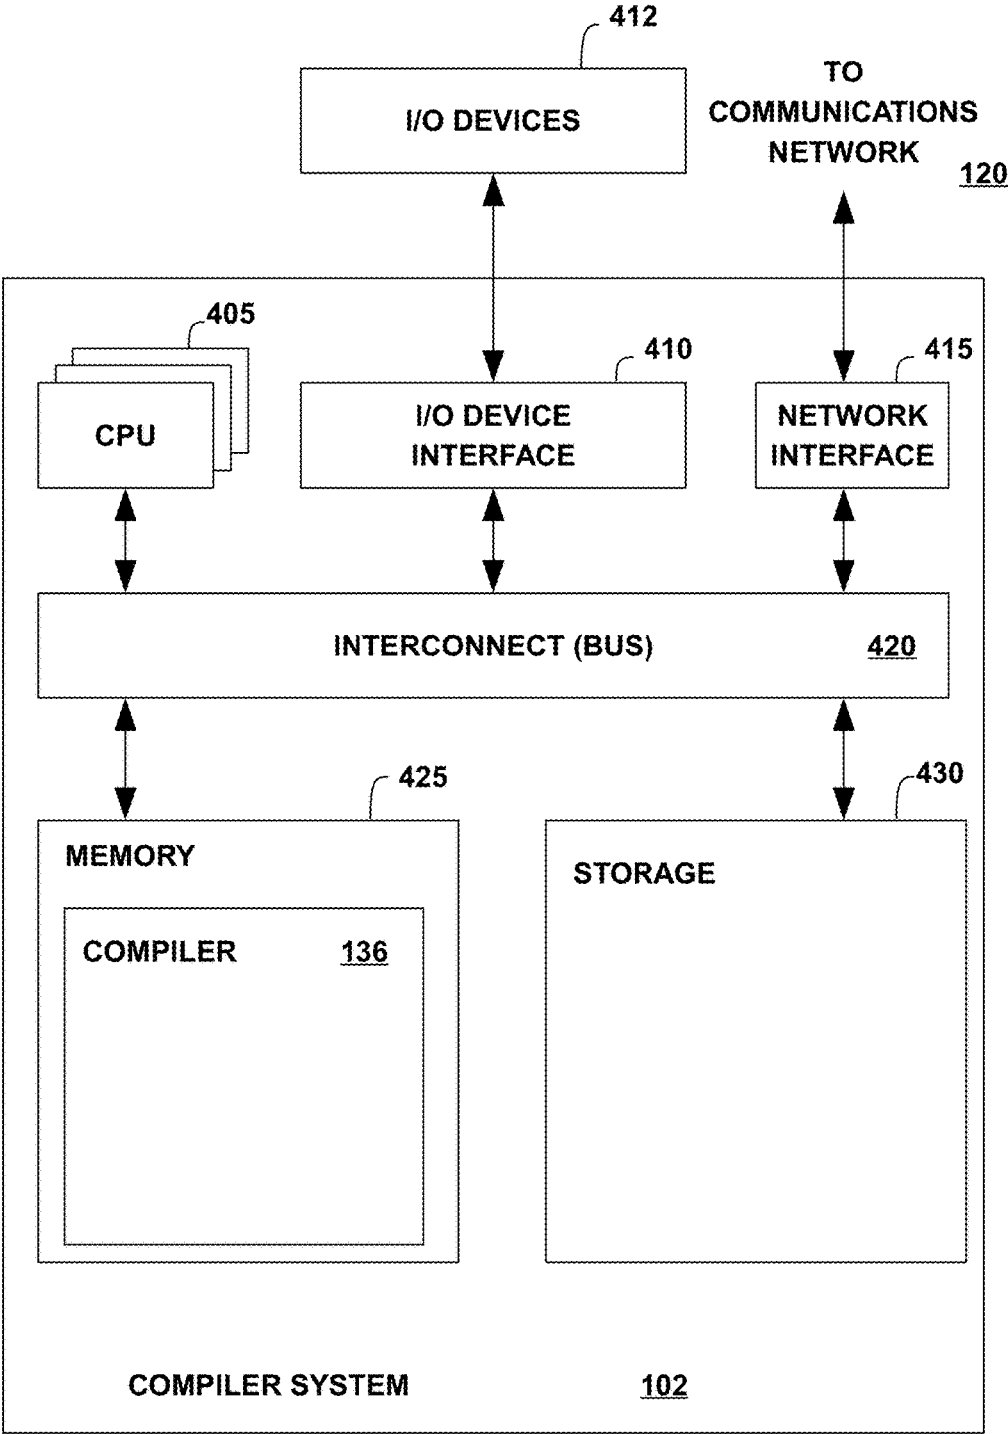 412
I/O DEVICES
TO
COMMUNICATIONS
NETWORK
120
405
CPU
410
I/O DEVICE
INTERFACE
415
NETWORK
INTERFACE
INTERCONNECT (BUS)
420
425
MEMORY
COMPILER
136
430
STORAGE
COMPILER SYSTEM
102